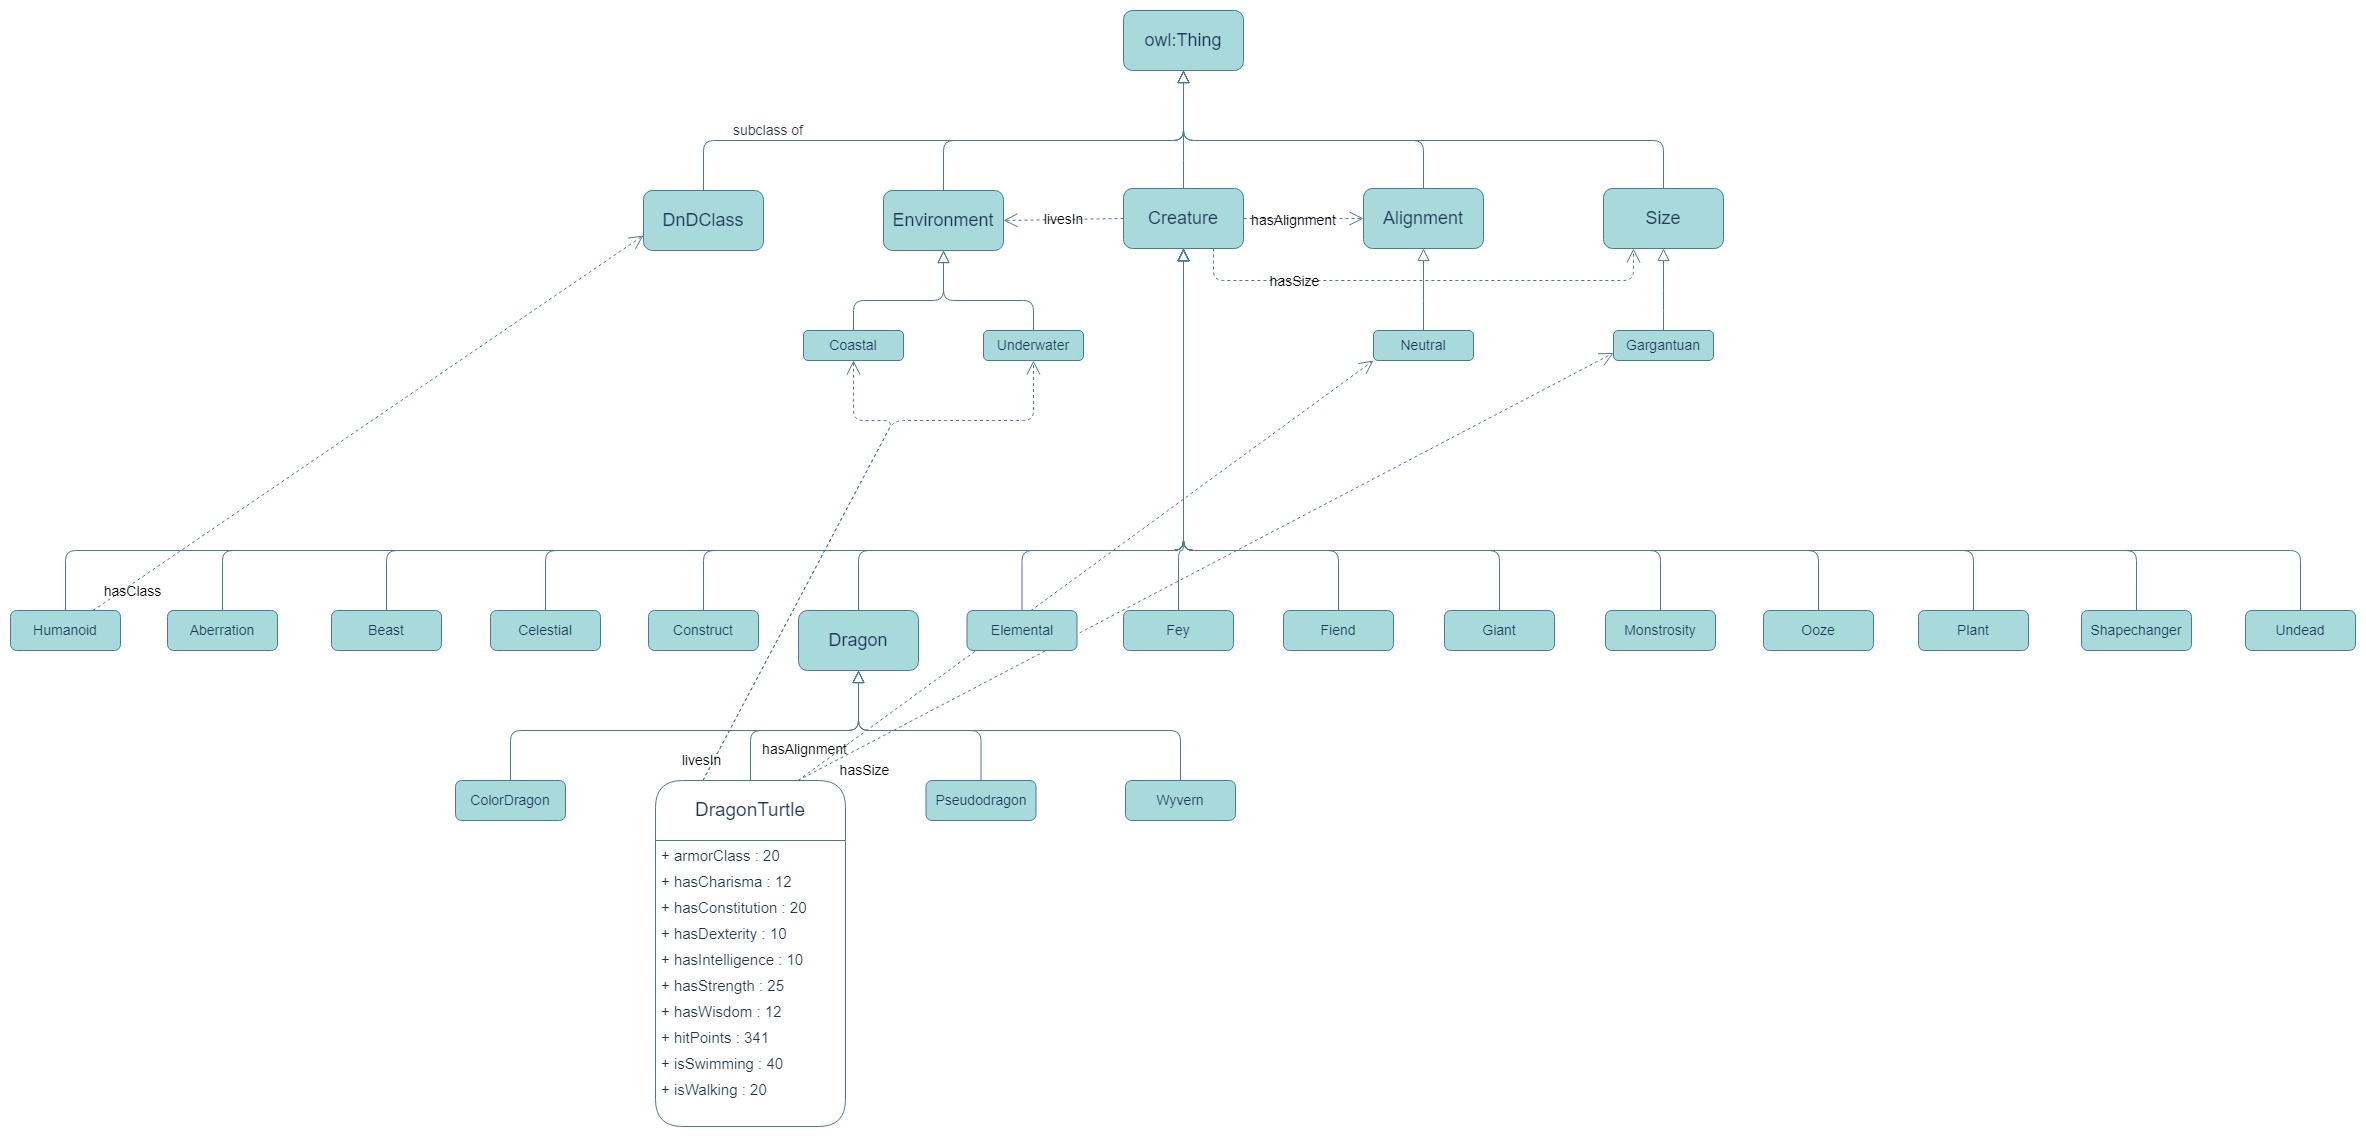 owl:Thing
subclass of
DnDClass
Environment
livesIn
Creature
hasAlignment
Alignment
Size
hasSize
Coastal
Underwater
Neutral
Gargantuan
hasClass
Humanoid
Aberration
Beast
Celestial
Construct
Dragon
Elemental
Fey
Fiend
Giant
Monstrosity
Ooze
Plant
Shapechanger
Undead
livesIn
hasAlignment
hasSize
ColorDragon
DragonTurtle
Pseudodragon
Wyvern
+ armorClass : 20
+ hasCharisma : 12
+ hasConstitution : 20
+ hasDexterity : 10
+ hasIntelligence : 10
+ hasStrength : 25
+ hasWisdom : 12
+ hitPoints : 341
+ isSwimming : 40
+ isWalking : 20